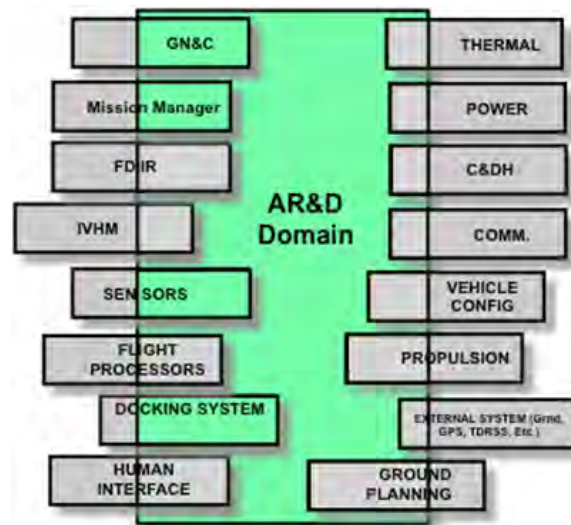 GN&C
Mission Manager
FDIR
IVHM
SENSORS
FLIGHT
PROCESSORS
DOCKING SYSTEM
HUMAN
INTERFACE
AR&D
Domain
THERMAL
POWER
C&DH
COMM.
VEHICLE
CONFIG
PROPULSION
EXTERNAL SYSTEM (Grnd,
GPS, TDRSS, Etc.)
GROUND
PLANNING